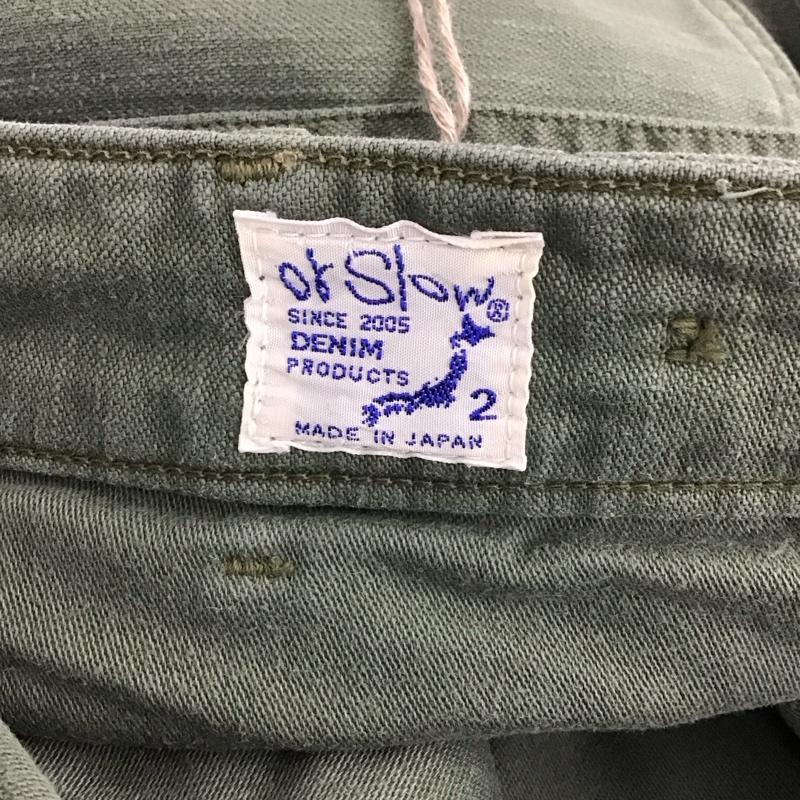 orSlow®
SINCE 2005
DENIM
PRODUCTS
2
MADE IN JAPAN